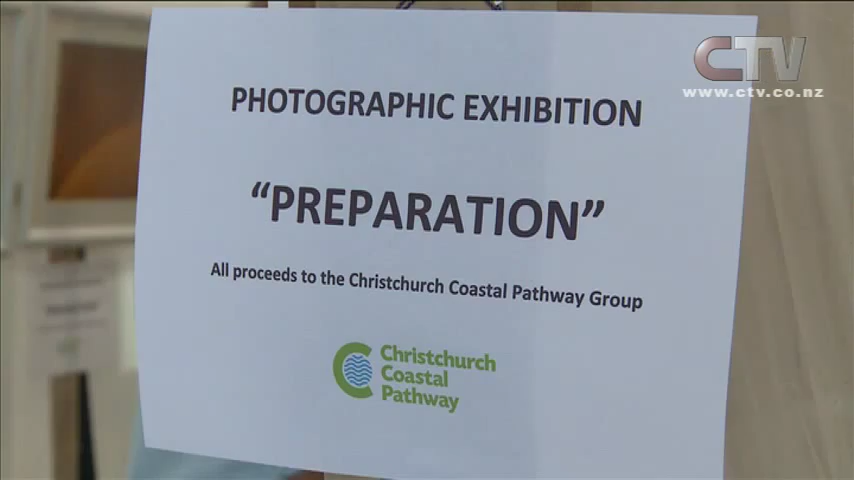 CTV
www.ctv.co.nz
PHOTOGRAPHIC EXHIBITION
“PREPARATION”
All proceeds to the Christchurch Coastal Pathway Group
Christchurch
Coastal
Pathway